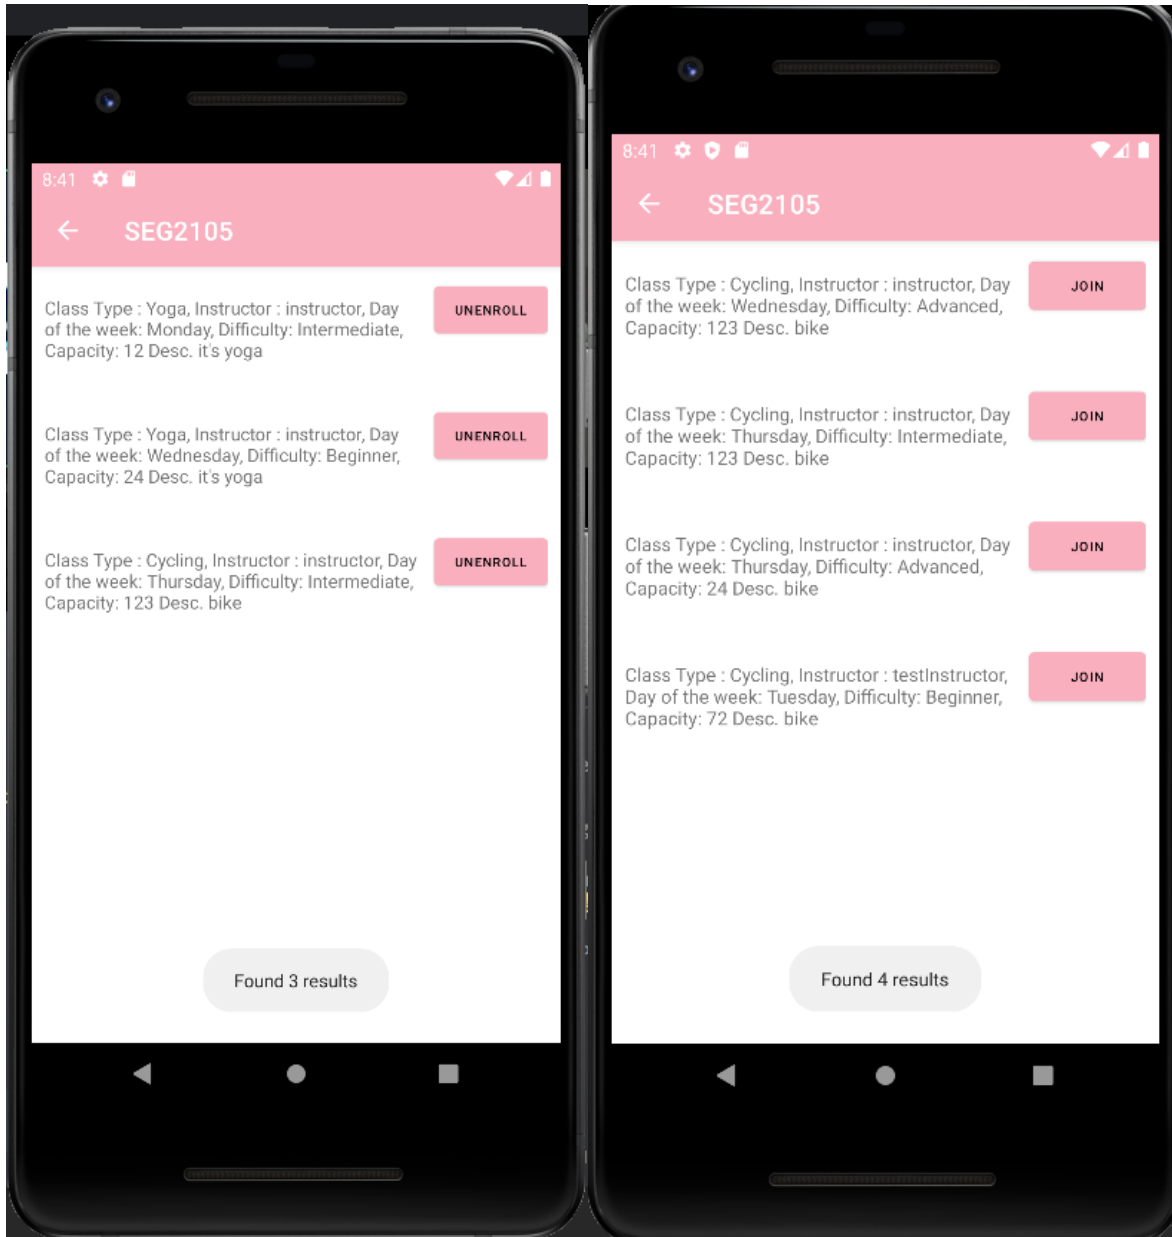 8:41
SEG2105
Class Type : Yoga, Instructor : instructor, Day
of the week: Monday, Difficulty: Intermediate,
Capacity: 12 Desc. it's yoga
UNENROLL
Class Type : Yoga, Instructor : instructor, Day
of the week: Wednesday, Difficulty: Beginner,
Capacity: 24 Desc. it's yoga
UNENROLL
Class Type : Cycling, Instructor : instructor, Day
of the week: Thursday, Difficulty: Intermediate,
Capacity: 123 Desc. bike
UNENROLL
Found 3 results
8:41
SEG2105
Class Type : Cycling, Instructor : instructor, Day
of the week: Wednesday, Difficulty: Advanced,
Capacity: 123 Desc. bike
JOIN
Class Type : Cycling, Instructor : instructor, Day
of the week: Thursday, Difficulty: Intermediate,
Capacity: 123 Desc. bike
JOIN
Class Type : Cycling, Instructor : instructor, Day
of the week: Thursday, Difficulty: Advanced,
Capacity: 24 Desc. bike
JOIN
Class Type : Cycling, Instructor : testInstructor,
Day of the week: Tuesday, Difficulty: Beginner,
Capacity: 72 Desc. bike
JOIN
Found 4 results